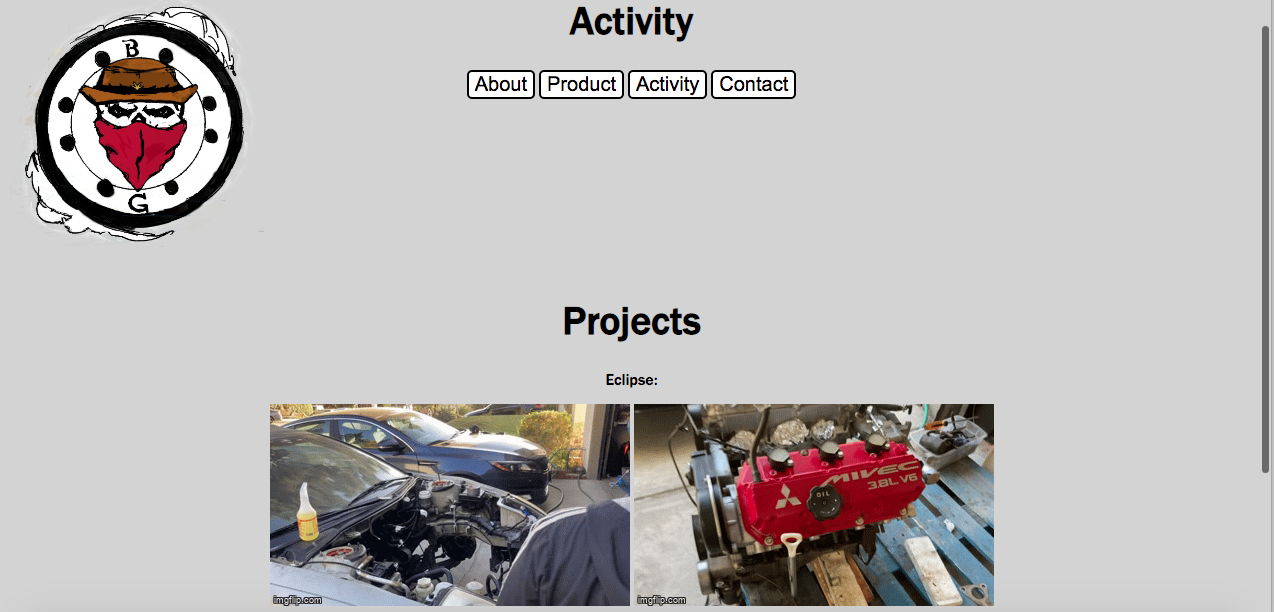 Activity
B
G
About Product Activity Contact
Projects
Eclipse:
MIVEC
3.8L V6
OIL
imgflip.com
imgflip.com